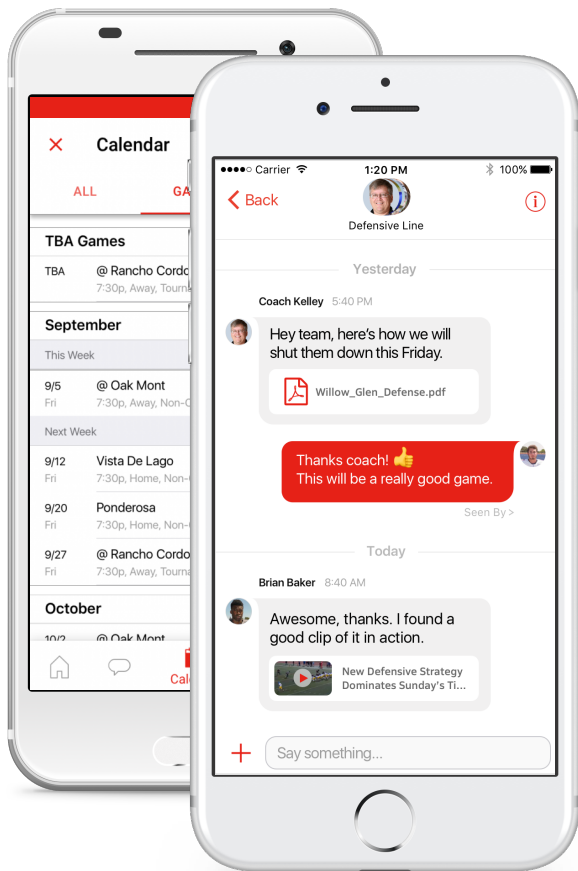 Calendar
ALL
TBA Games
TBA
@ Rancho
7:30p, Away,
September
This Week
9/5
@ Oak Mont
Fri
7:30p, Away,
Next Week
9/12
Vista De Lago
Fri
7:30p, Home,
9/20
Ponderosa
Fri
7:30p, Home,
9/27
@ Rancho
Fri
7:30p, Away,
October
@ Oak Mont
Carrier
1:20 PM
100%
Back
Defensive Line
Yesterday
Coach Kelley 5:40 PM
Hey team, here's how we will
shut them down this Friday.
Willow_Glen_Defense.pdf
Thanks coach! 👍
This will be a really good game.
Seen By >
Today
Brian Baker 8:40 AM
Awesome, thanks. I found a
good clip of it in action.
New Defensive Strategy
Dominates Sunday's Ti...
Say something...